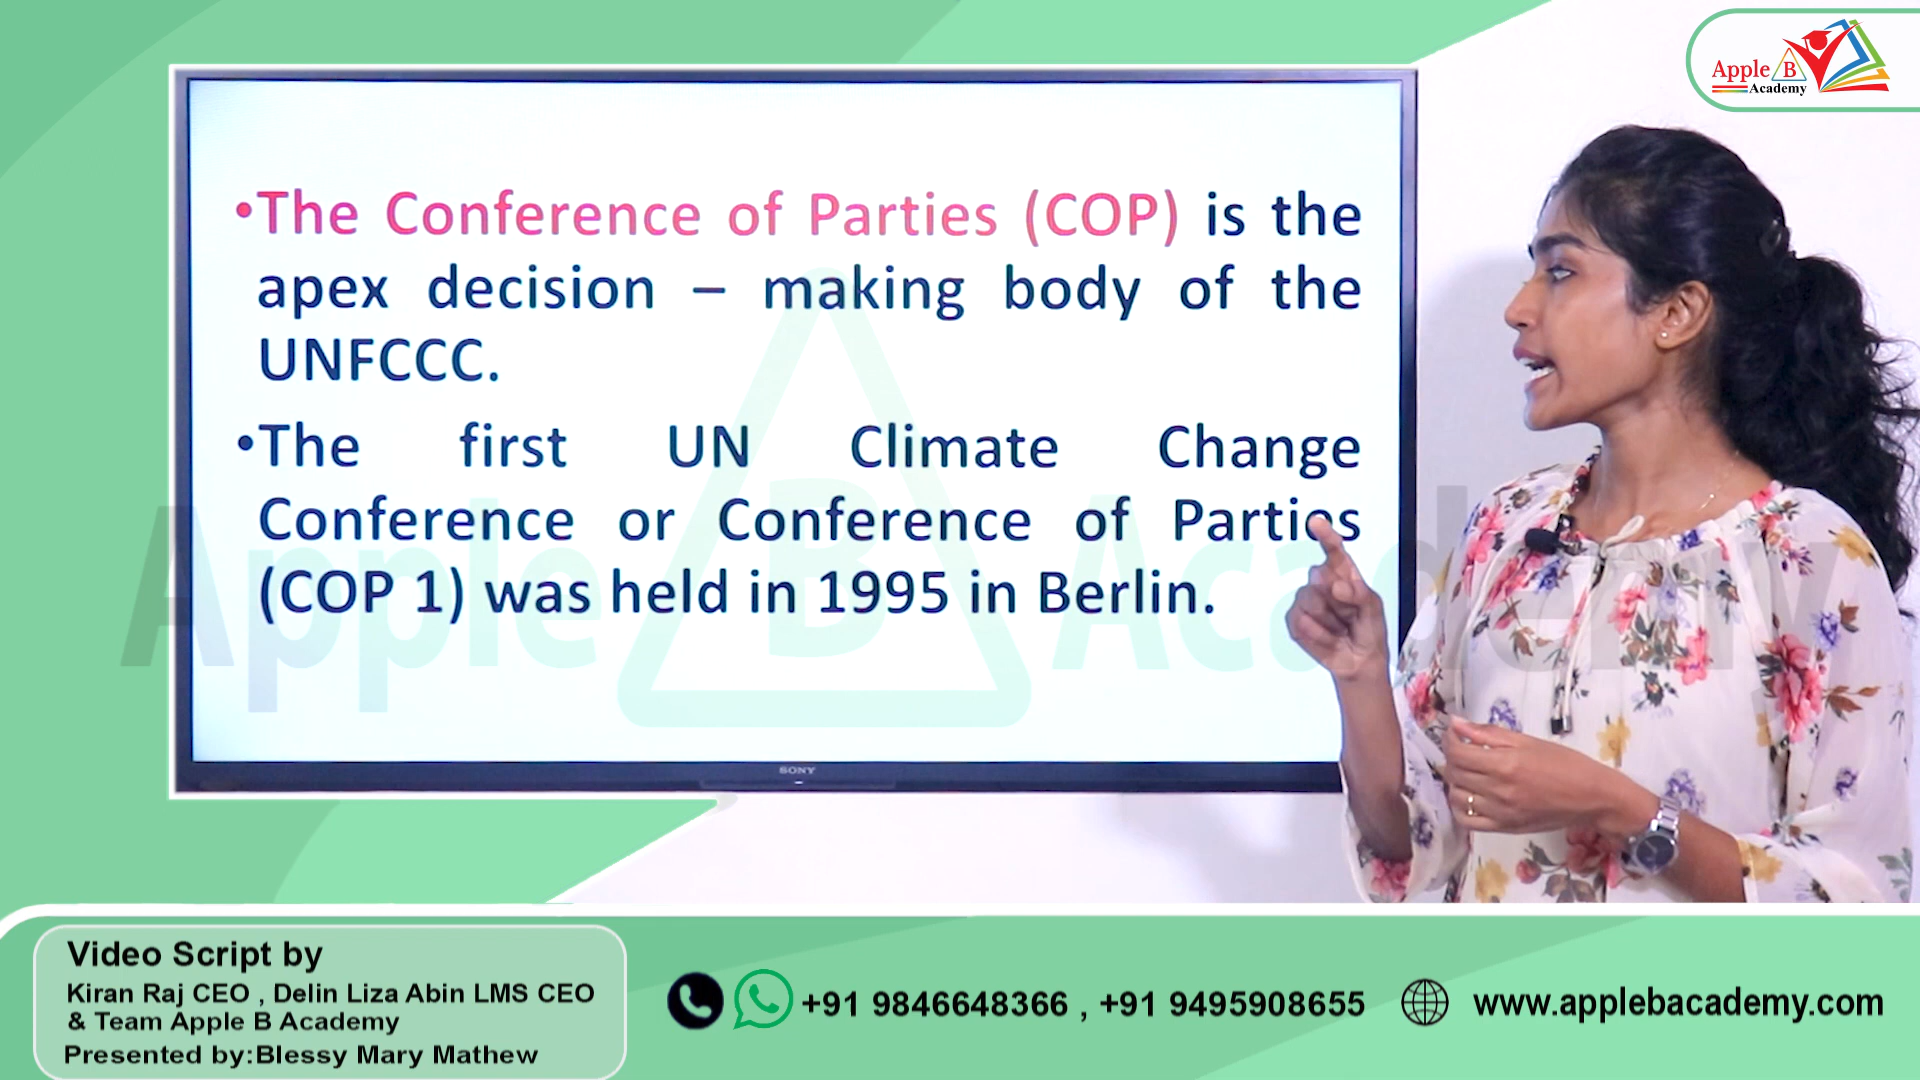 Apple B
Academy
•The Conference of Parties (COP) is the
apex decision – making body of the
UNFCCC.
•The first UN Climate Change
Conference or Conference of Parties
(COP 1) was held in 1995 in Berlin.
Apple B Academy
SONY
Video Script by
Kiran Raj CEO , Delin Liza Abin LMS CEO
& Team Apple B Academy
Presented by:Blessy Mary Mathew
+91 9846648366 , +91 9495908655
www.applebacademy.com